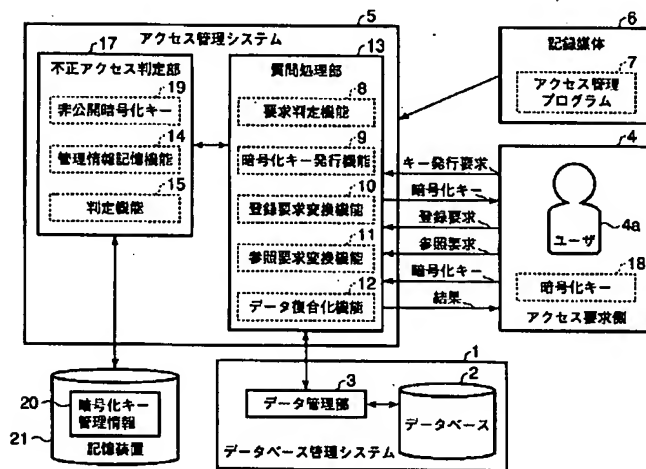 5
アクセス管理システム
17
不正アクセス判定部
19
非公開暗号化キー
14
管理情報記憶機能
15
判定機能
13
質問処理部
8
要求判定機能
9
暗号化キー発行機能
10
登録要求変換機能
11
参照要求変換機能
12
データ復合化機能
6
記録媒体
7
アクセス管理
プログラム
キー発行要求
暗号化キー
登録要求
参照要求
暗号化キー
結果
4
ユーザ
4a
18
暗号化キー
アクセス要求側
20
暗号化キー
管理情報
21
記憶装置
1
3
データ管理部
2
データベース
データベース管理システム